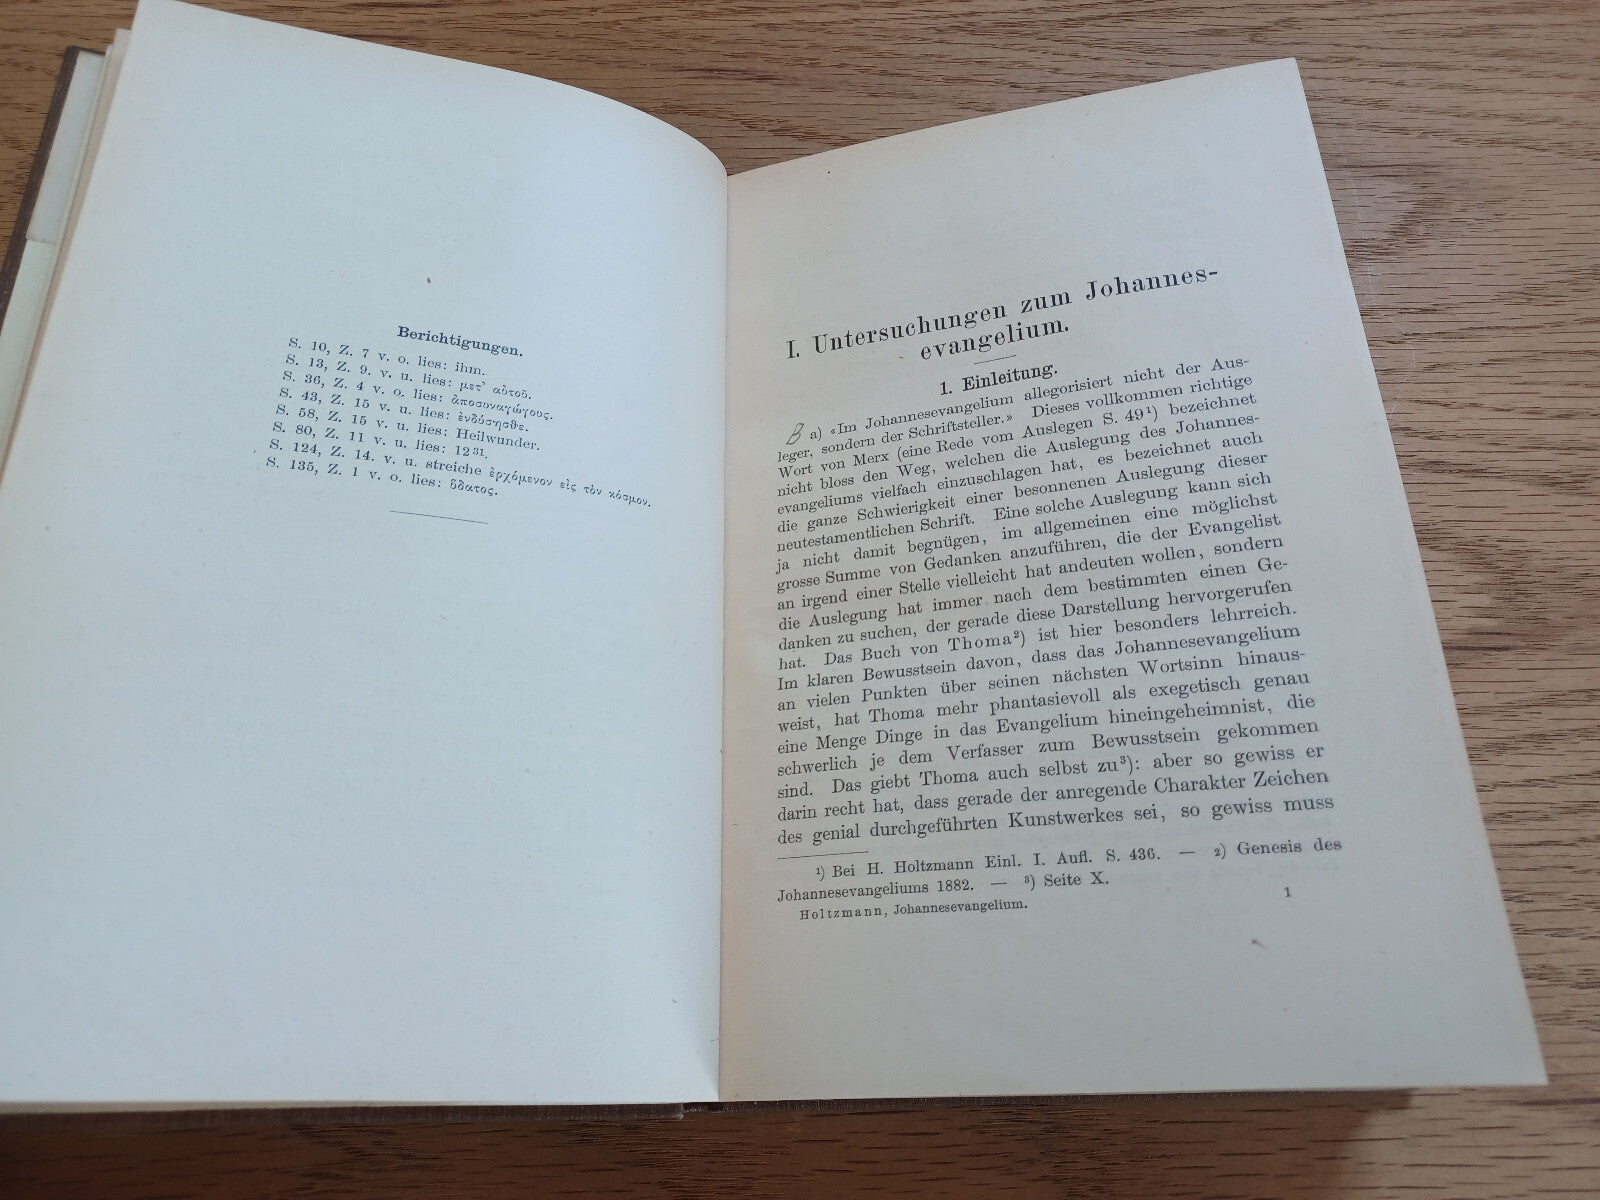 Berichtigungen.
S. 10, Z. 7 v. o. lies: ihm.
S. 13, Z. 9. v. u. lies: μετ' αὐτοῦ.
S. 36, Z. 4 v. o. lies: ἀποσυναγώγους.
S. 43, Z. 15 v. u. lies: ἐνδύσησθε.
S. 58, Z. 15 v. u. lies: Heilwunder.
S. 80, Z. 11 v. u. lies: 12³¹.
S. 124, Z. 14. v. u. streiche ἐρχόμενον εἰς τὸν κόσμον.
S. 135, Z. 1 v. o. lies: ὕδατος.
I. Untersuchungen zum Johannes-
evangelium.
1. Einleitung.
B a) «Im Johannesevangelium allegorisiert nicht der Aus-
leger, sondern der Schriftsteller.» Dieses vollkommen richtige
Wort von Merx (eine Rede vom Auslegen S. 49¹) bezeichnet
nicht bloss den Weg, welchen die Auslegung des Johannes-
evangeliums vielfach einzuschlagen hat, es bezeichnet auch
die ganze Schwierigkeit einer besonnenen Auslegung dieser
neutestamentlichen Schrift. Eine solche Auslegung kann sich
ja nicht damit begnügen, im allgemeinen eine möglichst
grosse Summe von Gedanken anzuführen, die der Evangelist
an irgend einer Stelle vielleicht hat andeuten wollen, sondern
die Auslegung hat immer nach dem bestimmten einen Ge-
danken zu suchen, der gerade diese Darstellung hervorgerufen
hat. Das Buch von Thoma²) ist hier besonders lehrreich.
Im klaren Bewusstsein davon, dass das Johannesevangelium
an vielen Punkten über seinen nächsten Wortsinn hinaus-
weist, hat Thoma mehr phantasievoll als exegetisch genau
eine Menge Dinge in das Evangelium hineingeheimnist, die
schwerlich je dem Verfasser zum Bewusstsein gekommen
sind. Das giebt Thoma auch selbst zu³): aber so gewiss er
darin recht hat, dass gerade der anregende Charakter Zeichen
des genial durchgeführten Kunstwerkes sei, so gewiss muss
¹) Bei H. Holtzmann Einl. I. Aufl. S. 436. — ²) Genesis des
Johannesevangeliums 1882. — ³) Seite X.
Holtzmann, Johannesevangelium. 1